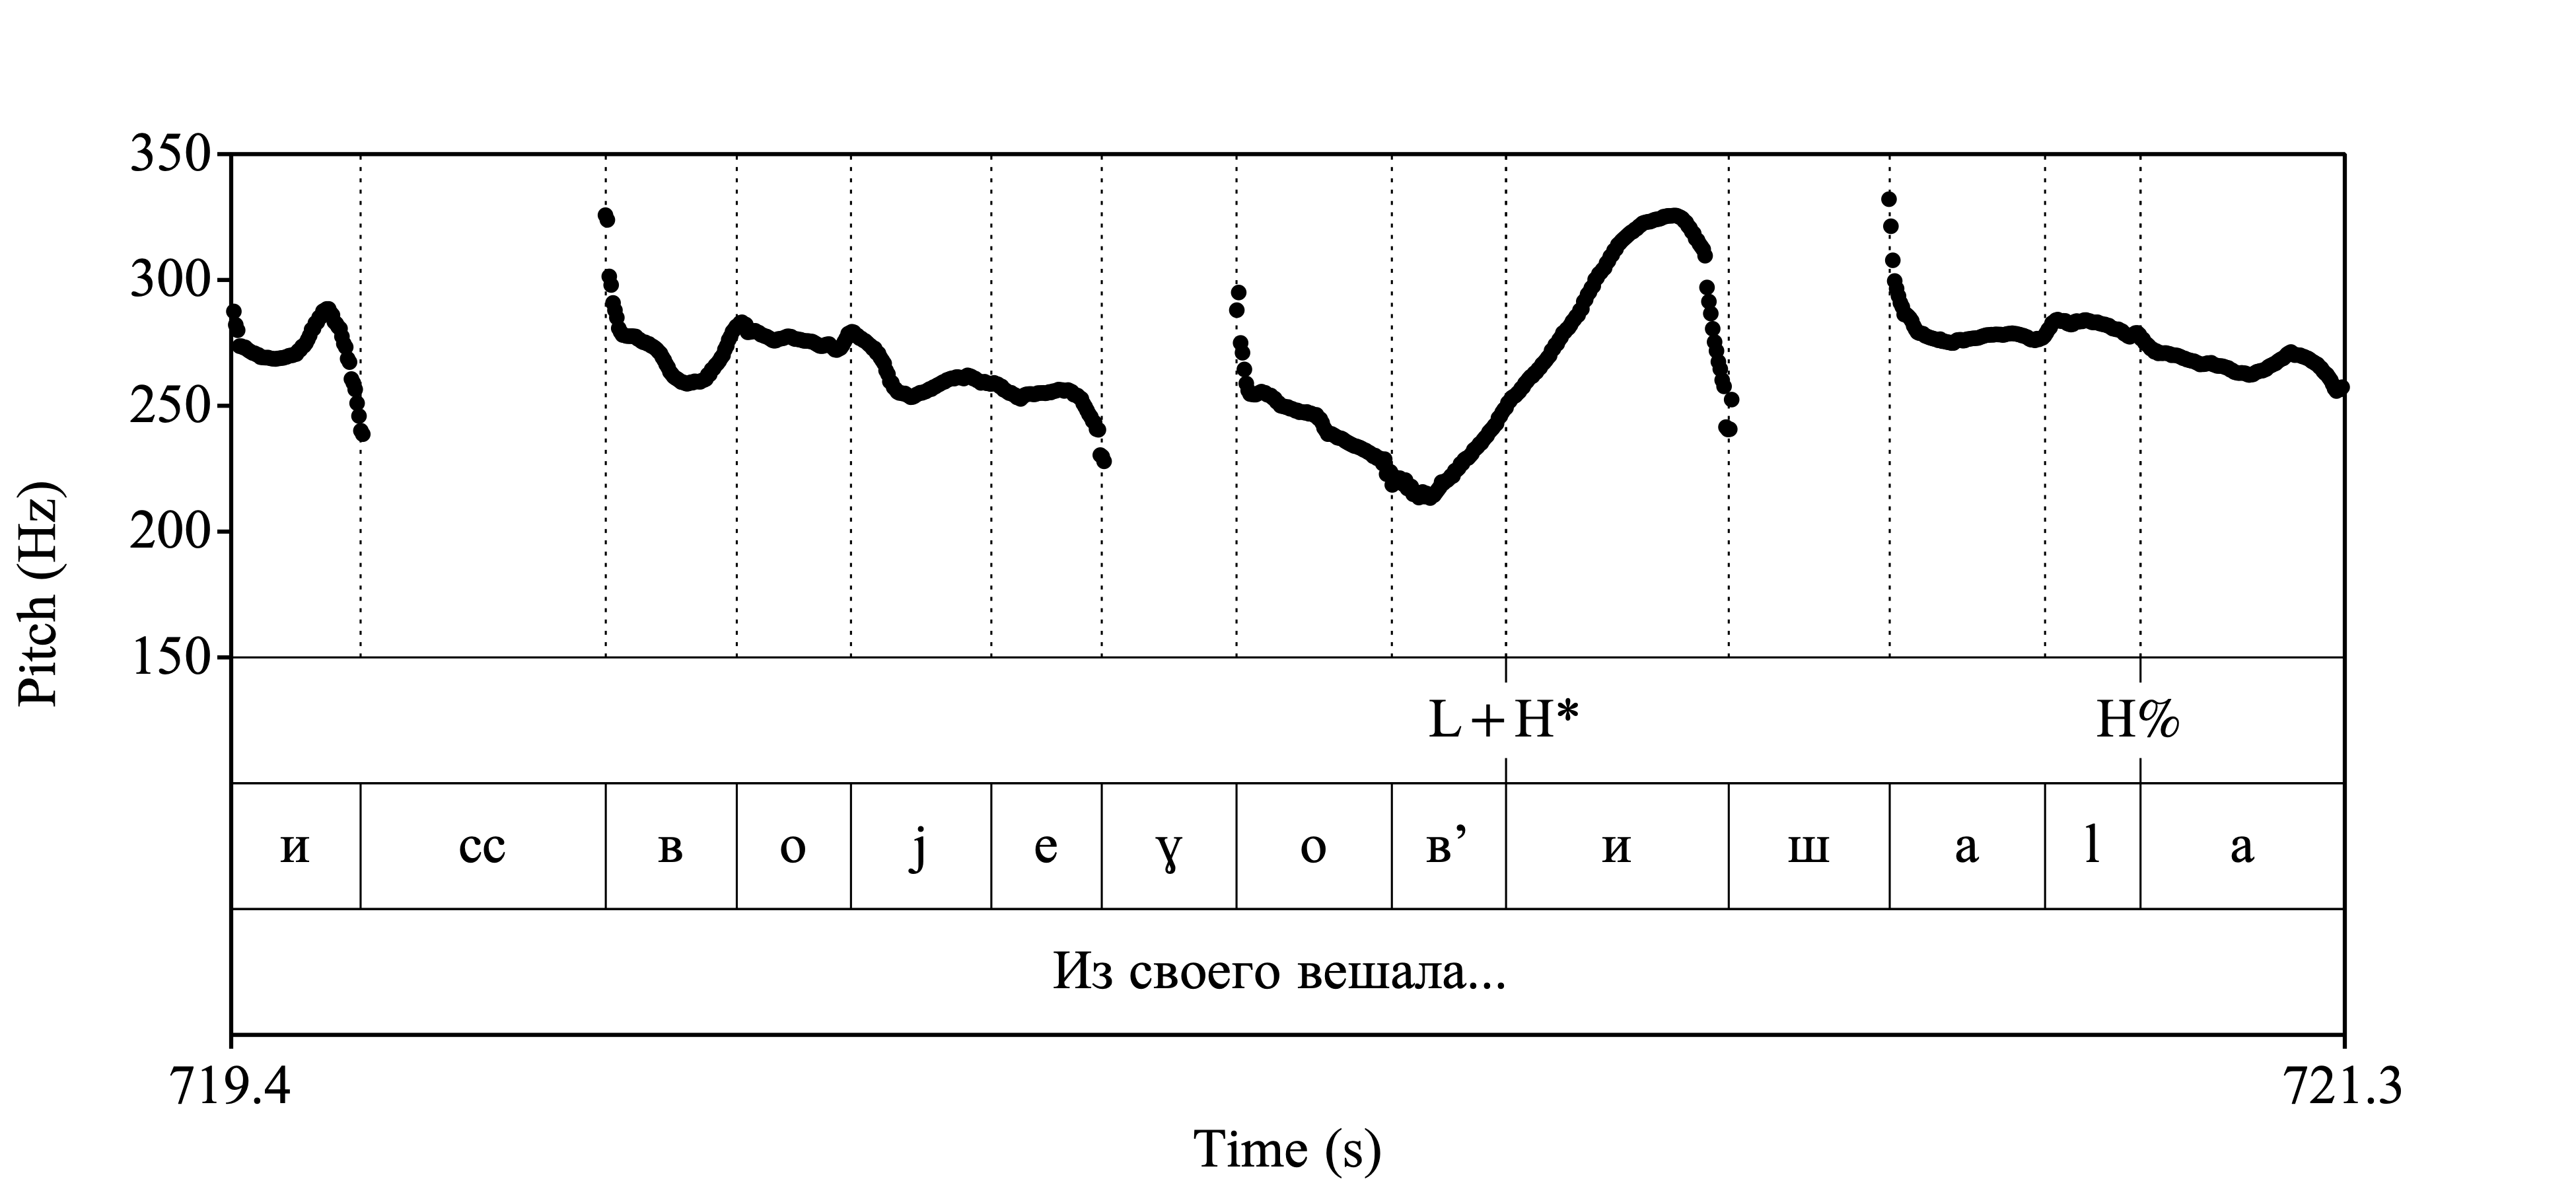 350
300
250
200
150
Pitch (Hz)
L+H* H%
и сс в о ј е ɣ о в’ и ш а l а
Из своего вешала...
719.4 721.3
Time (s)